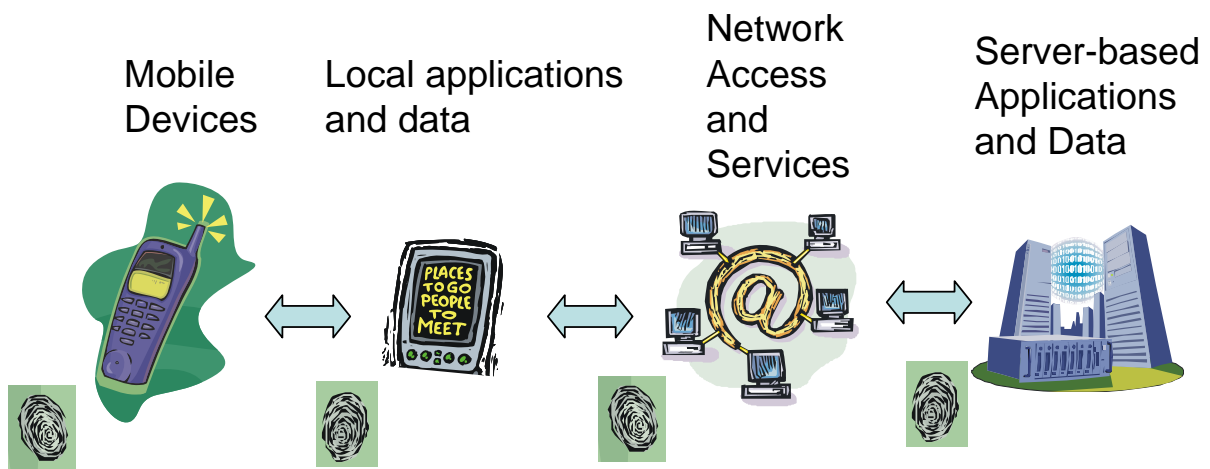 Mobile
Devices
Local applications
and data
Network
Access
and
Services
Server-based
Applications
and Data
PLACES
TO GO
PEOPLE
TO
MEET
@